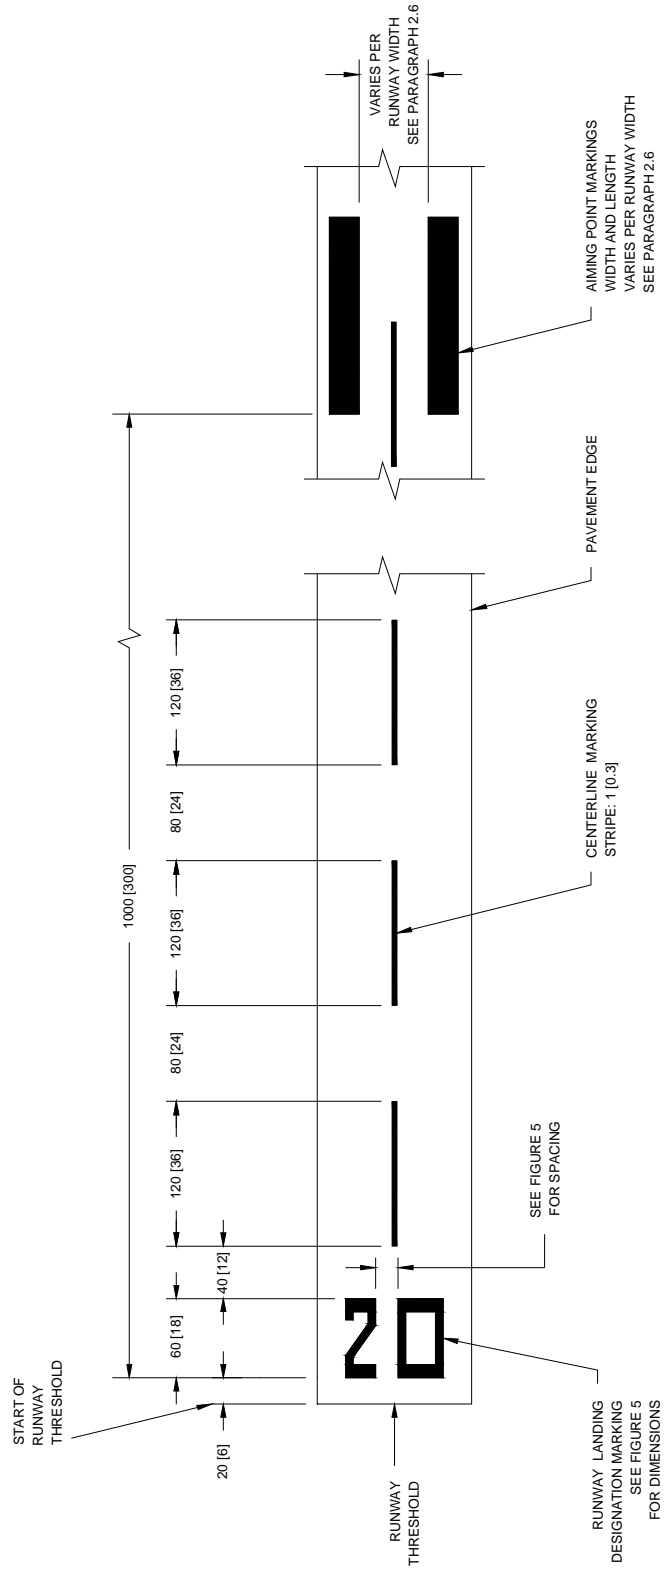 VARIES PER
RUNWAY WIDTH
SEE PARAGRAPH 2.6
AIMING POINT MARKINGS
WIDTH AND LENGTH
VARIES PER RUNWAY WIDTH
SEE PARAGRAPH 2.6
1000 [300]
120 [36]
80 [24]
120 [36]
80 [24]
120 [36]
40 [12]
60 [18]
20 [6]
PAVEMENT EDGE
CENTERLINE MARKING
STRIPE: 1 [0.3]
SEE FIGURE 5
FOR SPACING
START OF
RUNWAY
THRESHOLD
20
RUNWAY
THRESHOLD
RUNWAY LANDING
DESIGNATION MARKING
SEE FIGURE 5
FOR DIMENSIONS